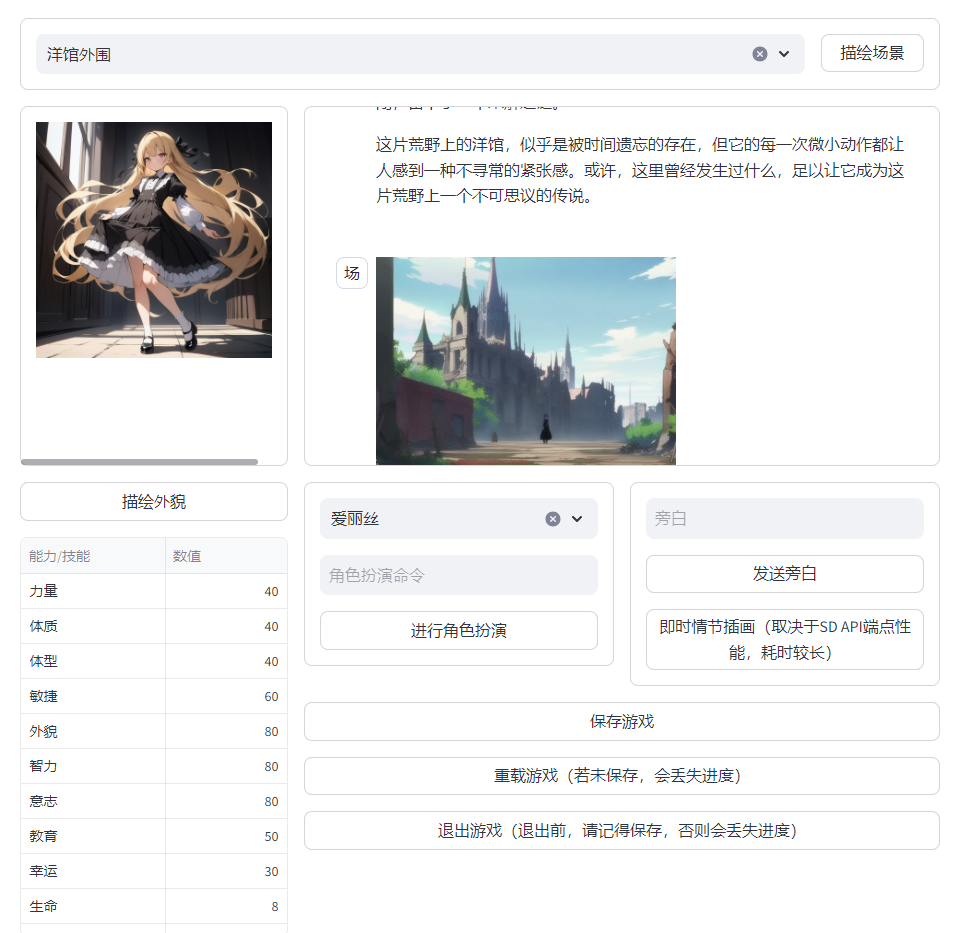 洋馆外围
描绘场景
这片荒野上的洋馆，似乎是被时间遗忘的存在，但它的每一次微小动作都让
人感到一种不寻常的紧张感。或许，这里曾经发生过什么，足以让它成为这
片荒野上一个不可思议的传说。
场
描绘外貌
能力/技能 数值
力量 40
体质 40
体型 40
敏捷 60
外貌 80
智力 80
意志 80
教育 50
幸运 30
生命 8
爱丽丝
角色扮演命令
进行角色扮演
旁白
发送旁白
即时情节插画（取决于SD API端点性
能，耗时较长）
保存游戏
重载游戏（若未保存，会丢失进度）
退出游戏（退出前，请记得保存，否则会丢失进度）